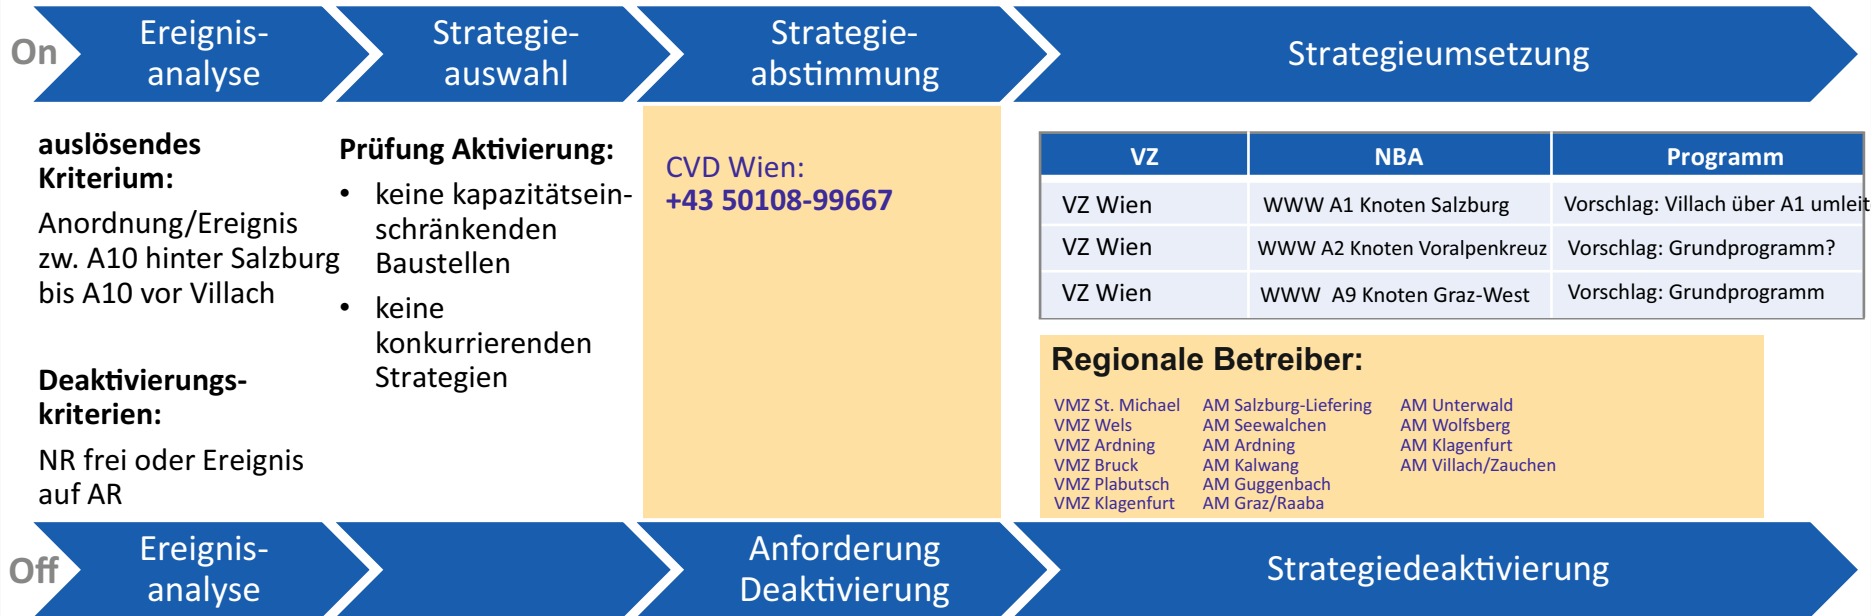 On
Ereignis-
analyse
Strategie-
auswahl
Strategie-
abstimmung
Strategieumsetzung
auslösendes
Kriterium:
Anordnung/Ereignis
zw. A10 hinter Salzburg
bis A10 vor Villach
Deaktivierungs-
kriterien:
NR frei oder Ereignis
auf AR
Prüfung Aktivierung:
• keine kapazitätsein-
schränkenden
Baustellen
• keine
konkurrierenden
Strategien
CVD Wien:
+43 50108-99667
VZ NBA Programm
VZ Wien WWW A1 Knoten Salzburg Vorschlag: Villach über A1 umleit
VZ Wien WWW A2 Knoten Voralpenkreuz Vorschlag: Grundprogramm?
VZ Wien WWW A9 Knoten Graz-West Vorschlag: Grundprogramm
Regionale Betreiber:
VMZ St. Michael AM Salzburg-Liefering AM Unterwald
VMZ Wels AM Seewalchen AM Wolfsberg
VMZ Ardning AM Ardning AM Klagenfurt
VMZ Bruck AM Kalwang AM Villach/Zauchen
VMZ Plabutsch AM Guggenbach
VMZ Klagenfurt AM Graz/Raaba
Off
Ereignis-
analyse
Anforderung
Deaktivierung
Strategiedeaktivierung